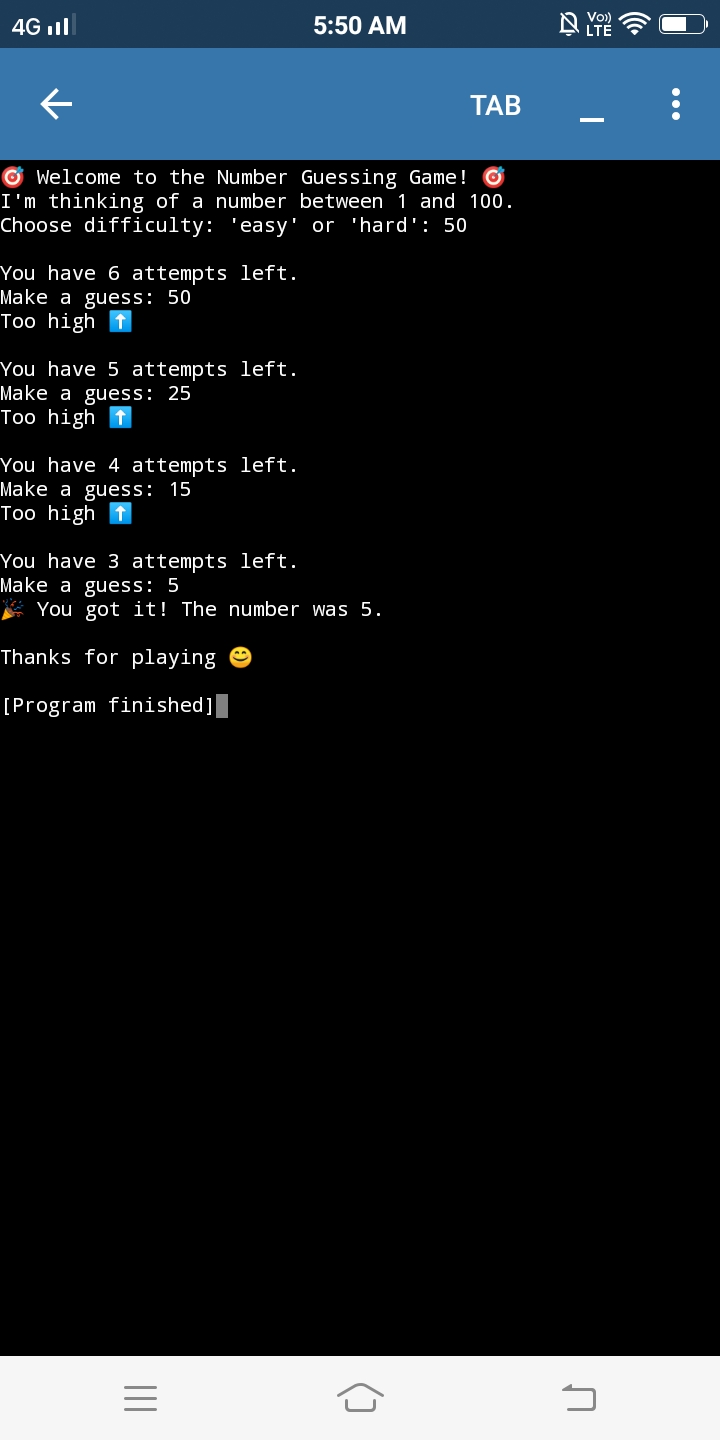 4G 5:50 AM Vo) LTE
TAB
🎯 Welcome to the Number Guessing Game! 🎯
I'm thinking of a number between 1 and 100.
Choose difficulty: 'easy' or 'hard': 50
You have 6 attempts left.
Make a guess: 50
Too high ⬆️
You have 5 attempts left.
Make a guess: 25
Too high ⬆️
You have 4 attempts left.
Make a guess: 15
Too high ⬆️
You have 3 attempts left.
Make a guess: 5
🎉 You got it! The number was 5.
Thanks for playing 😊
[Program finished]